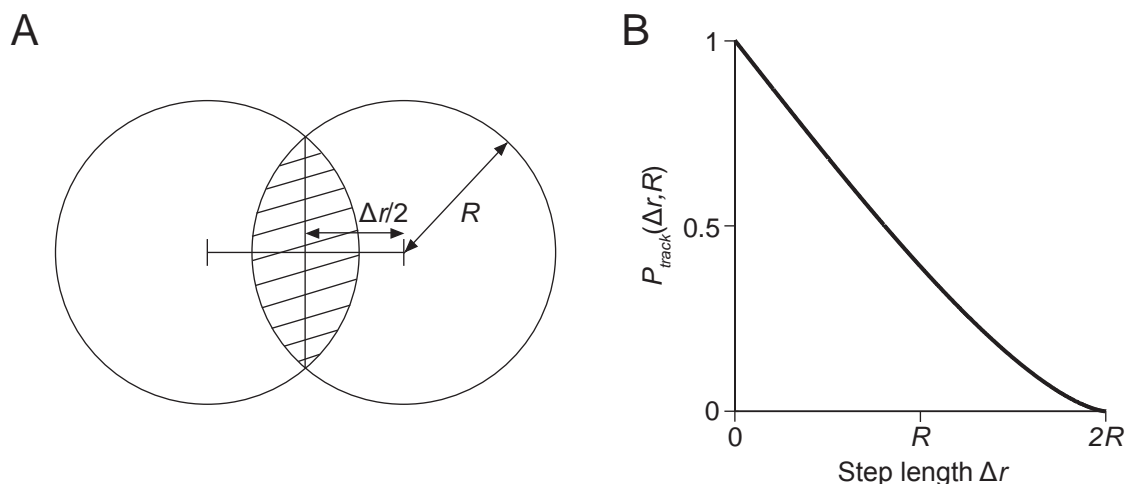 A
Δr/2
R
B
1
0.5
0
P_track(Δr,R)
0
R
2R
Step length Δr